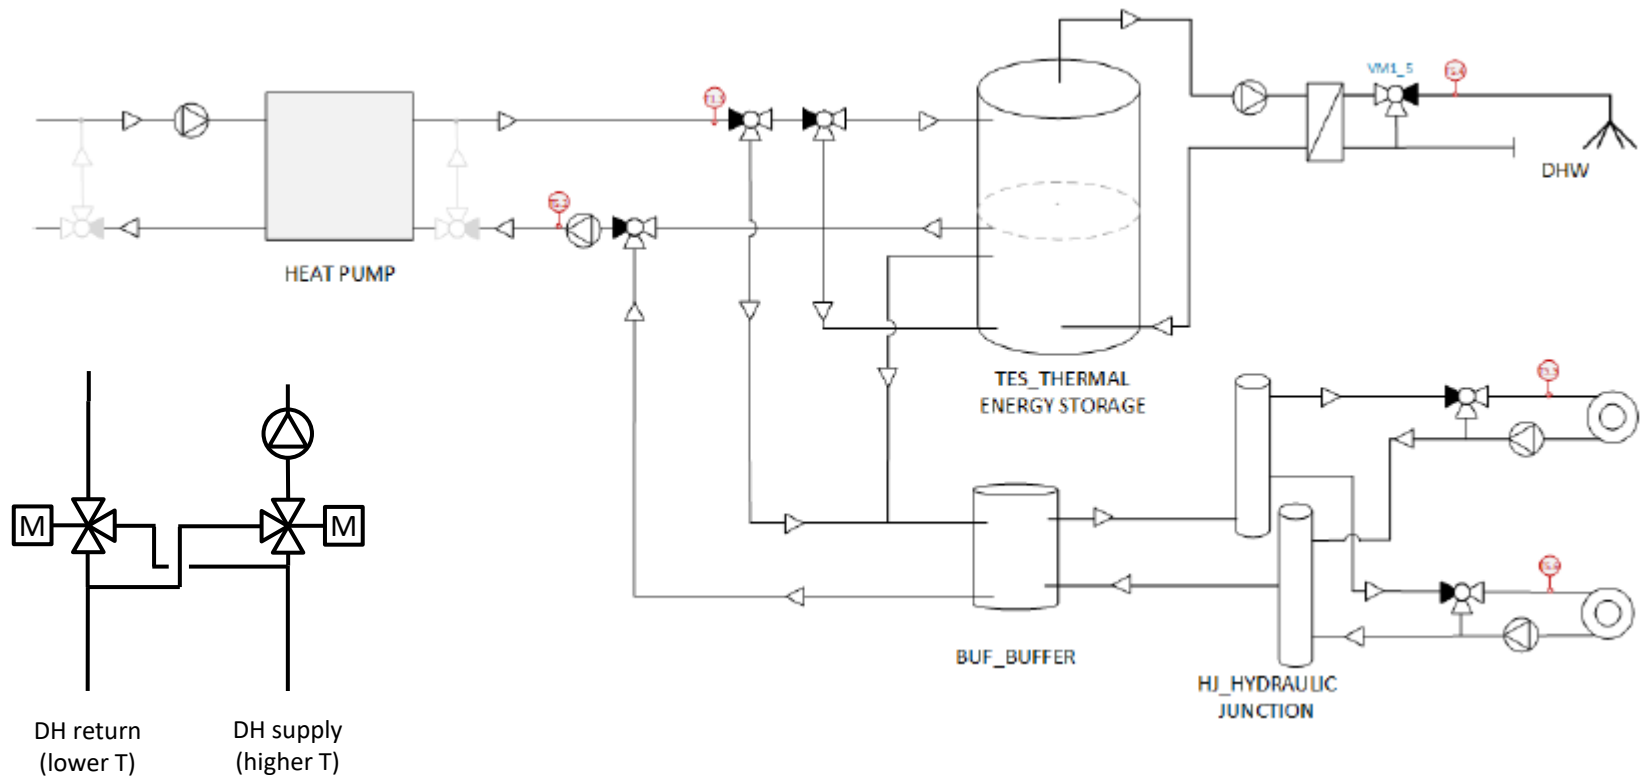 VM1_5
DHW
HEAT PUMP
TES_THERMAL
ENERGY STORAGE
M
M
BUF_BUFFER
HJ_HYDRAULIC
JUNCTION
DH return
(lower T)
DH supply
(higher T)